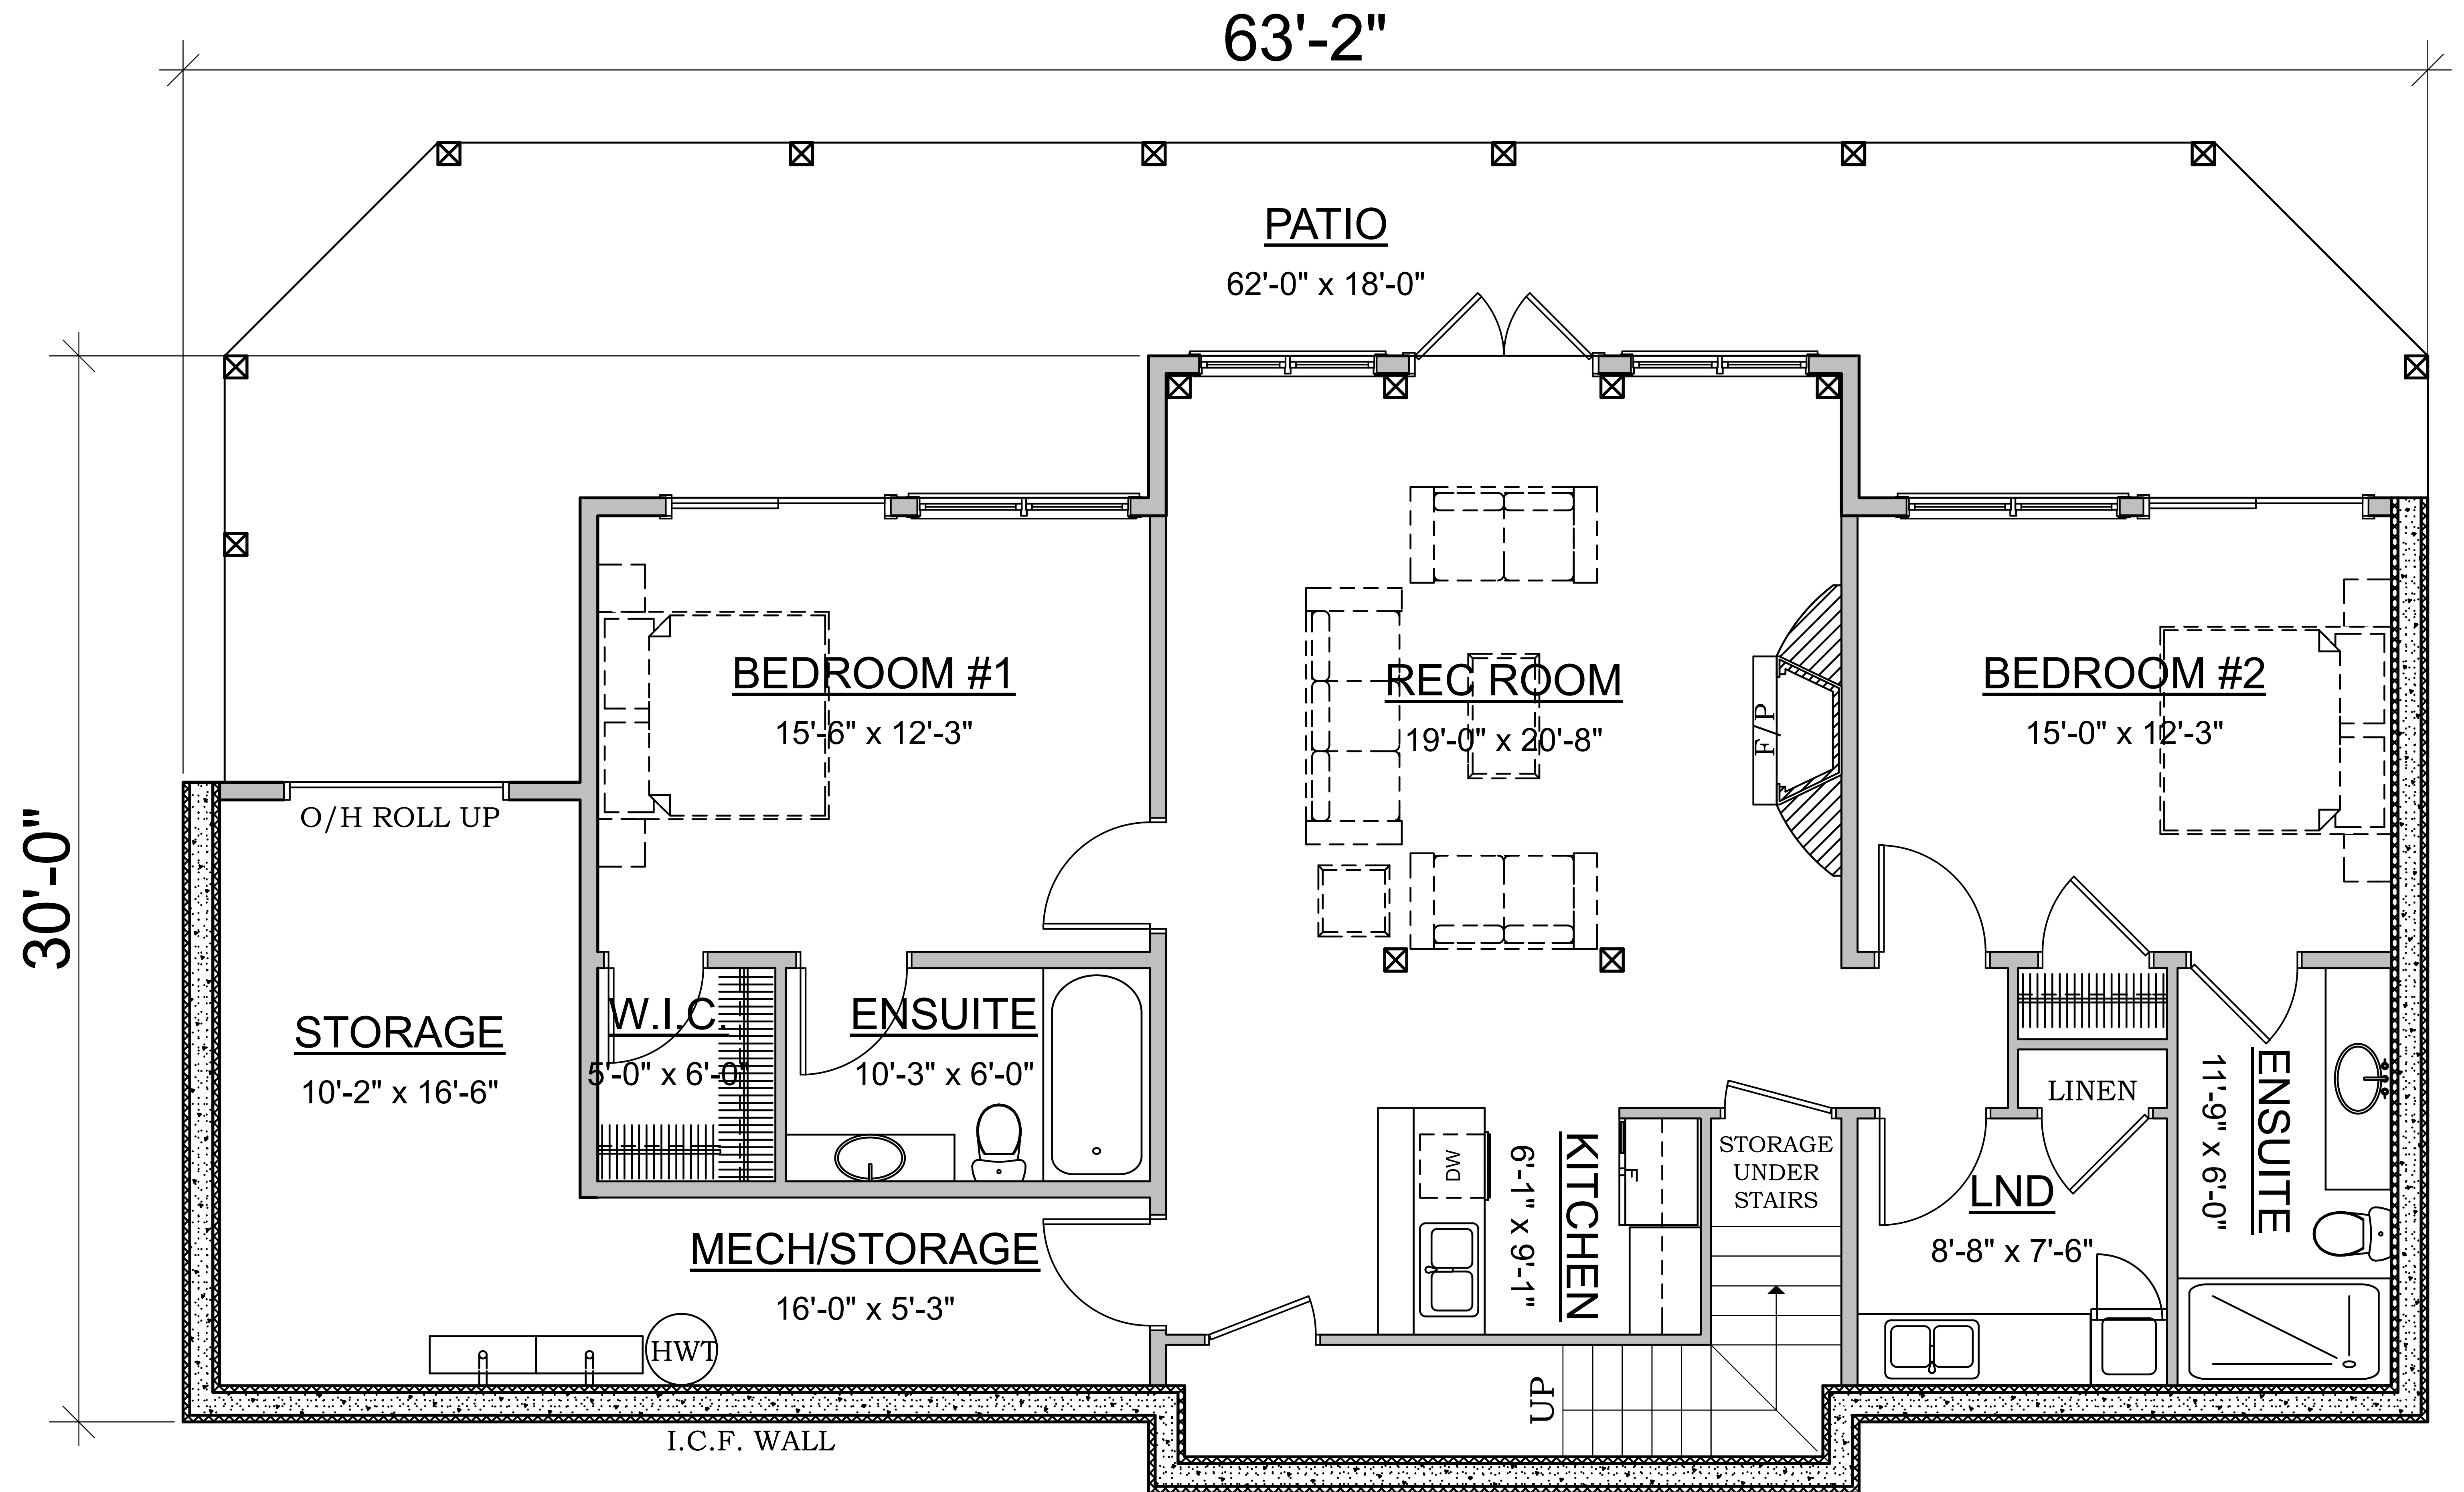 63'-2"
PATIO
62'-0" x 18'-0"
30'-0"
BEDROOM #1
15'-6" x 12'-3"
REC ROOM
19'-0" x 20'-8"
F/P
BEDROOM #2
15'-0" x 12'-3"
O/H ROLL UP
STORAGE
10'-2" x 16'-6"
W.I.C.
5'-0" x 6'-0"
ENSUITE
10'-3" x 6'-0"
MECH/STORAGE
16'-0" x 5'-3"
HWT
I.C.F. WALL
DW
KITCHEN
6'-1" x 9'-1"
STORAGE
UNDER
STAIRS
UP
LINEN
LND
8'-8" x 7'-6"
ENSUITE
11'-9" x 6'-0"